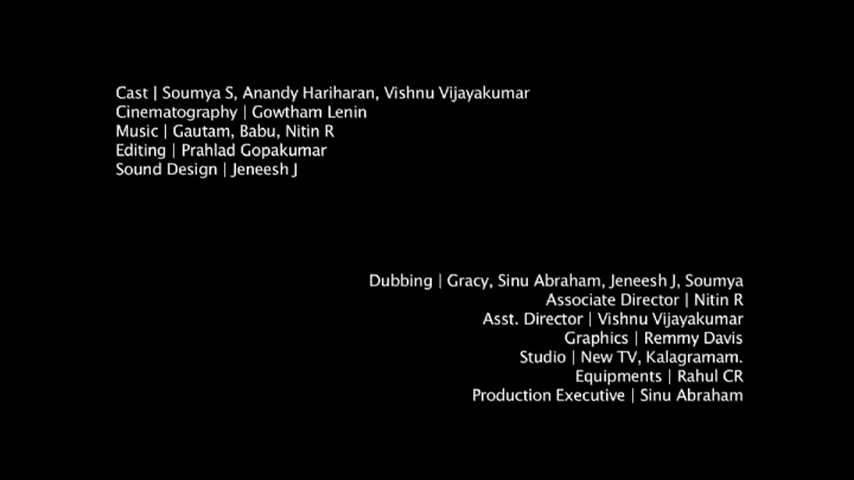 Cast | Soumya S, Anandy Hariharan, Vishnu Vijayakumar
Cinematography | Gowtham Lenin
Music | Gautam, Babu, Nitin R
Editing | Prahlad Gopakumar
Sound Design | Jeneesh J
Dubbing | Gracy, Sinu Abraham, Jeneesh J, Soumya
Associate Director | Nitin R
Asst. Director | Vishnu Vijayakumar
Graphics | Remmy Davis
Studio | New TV, Kalagramam.
Equipments | Rahul CR
Production Executive | Sinu Abraham